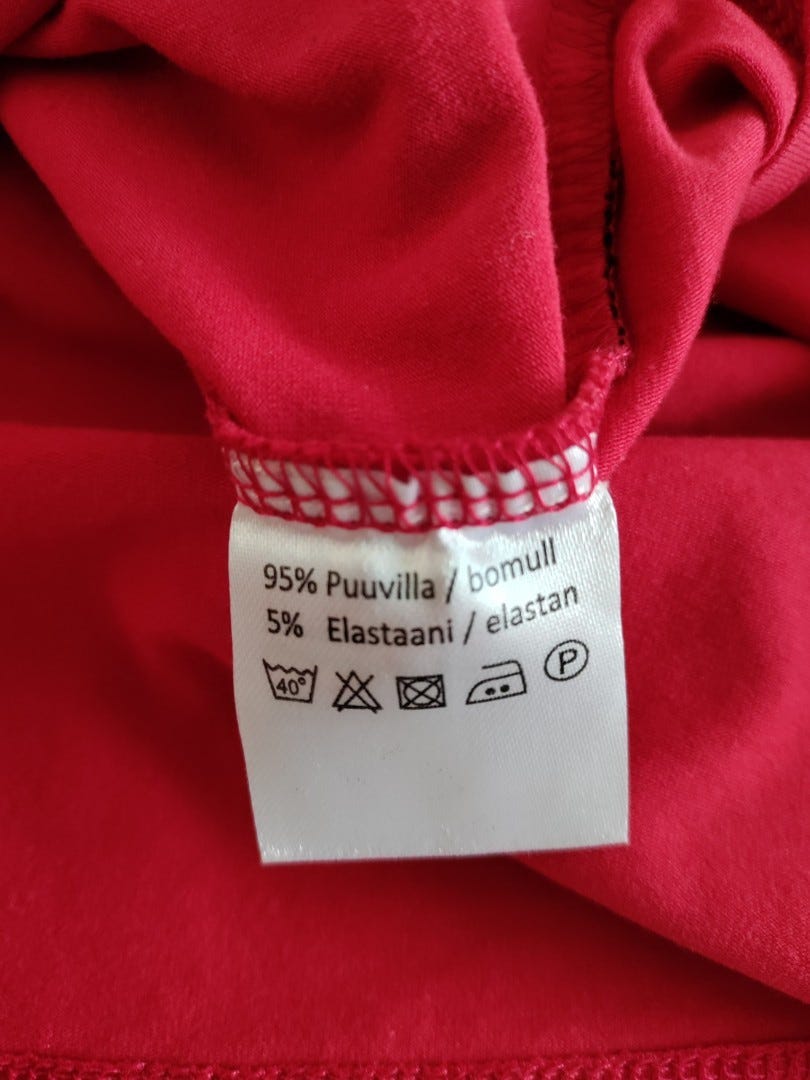 95% Puuvilla / bomull
5% Elastaani / elastan
40° P